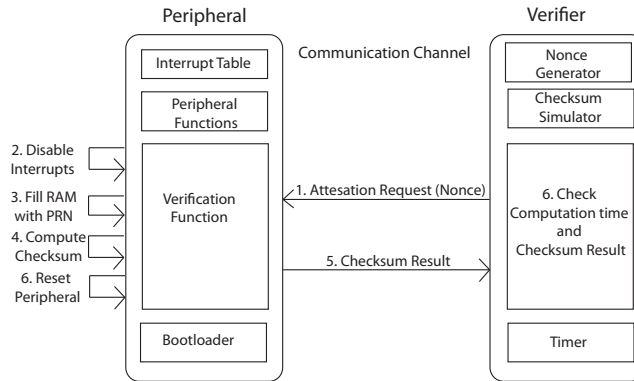 Peripheral
Verifier
Communication Channel
Interrupt Table
Peripheral
Functions
Verification
Function
Bootloader
2. Disable
Interrupts
3. Fill RAM
with PRN
4. Compute
Checksum
6. Reset
Peripheral
1. Attesation Request (Nonce)
5. Checksum Result
Nonce
Generator
Checksum
Simulator
6. Check
Computation time
and
Checksum Result
Timer